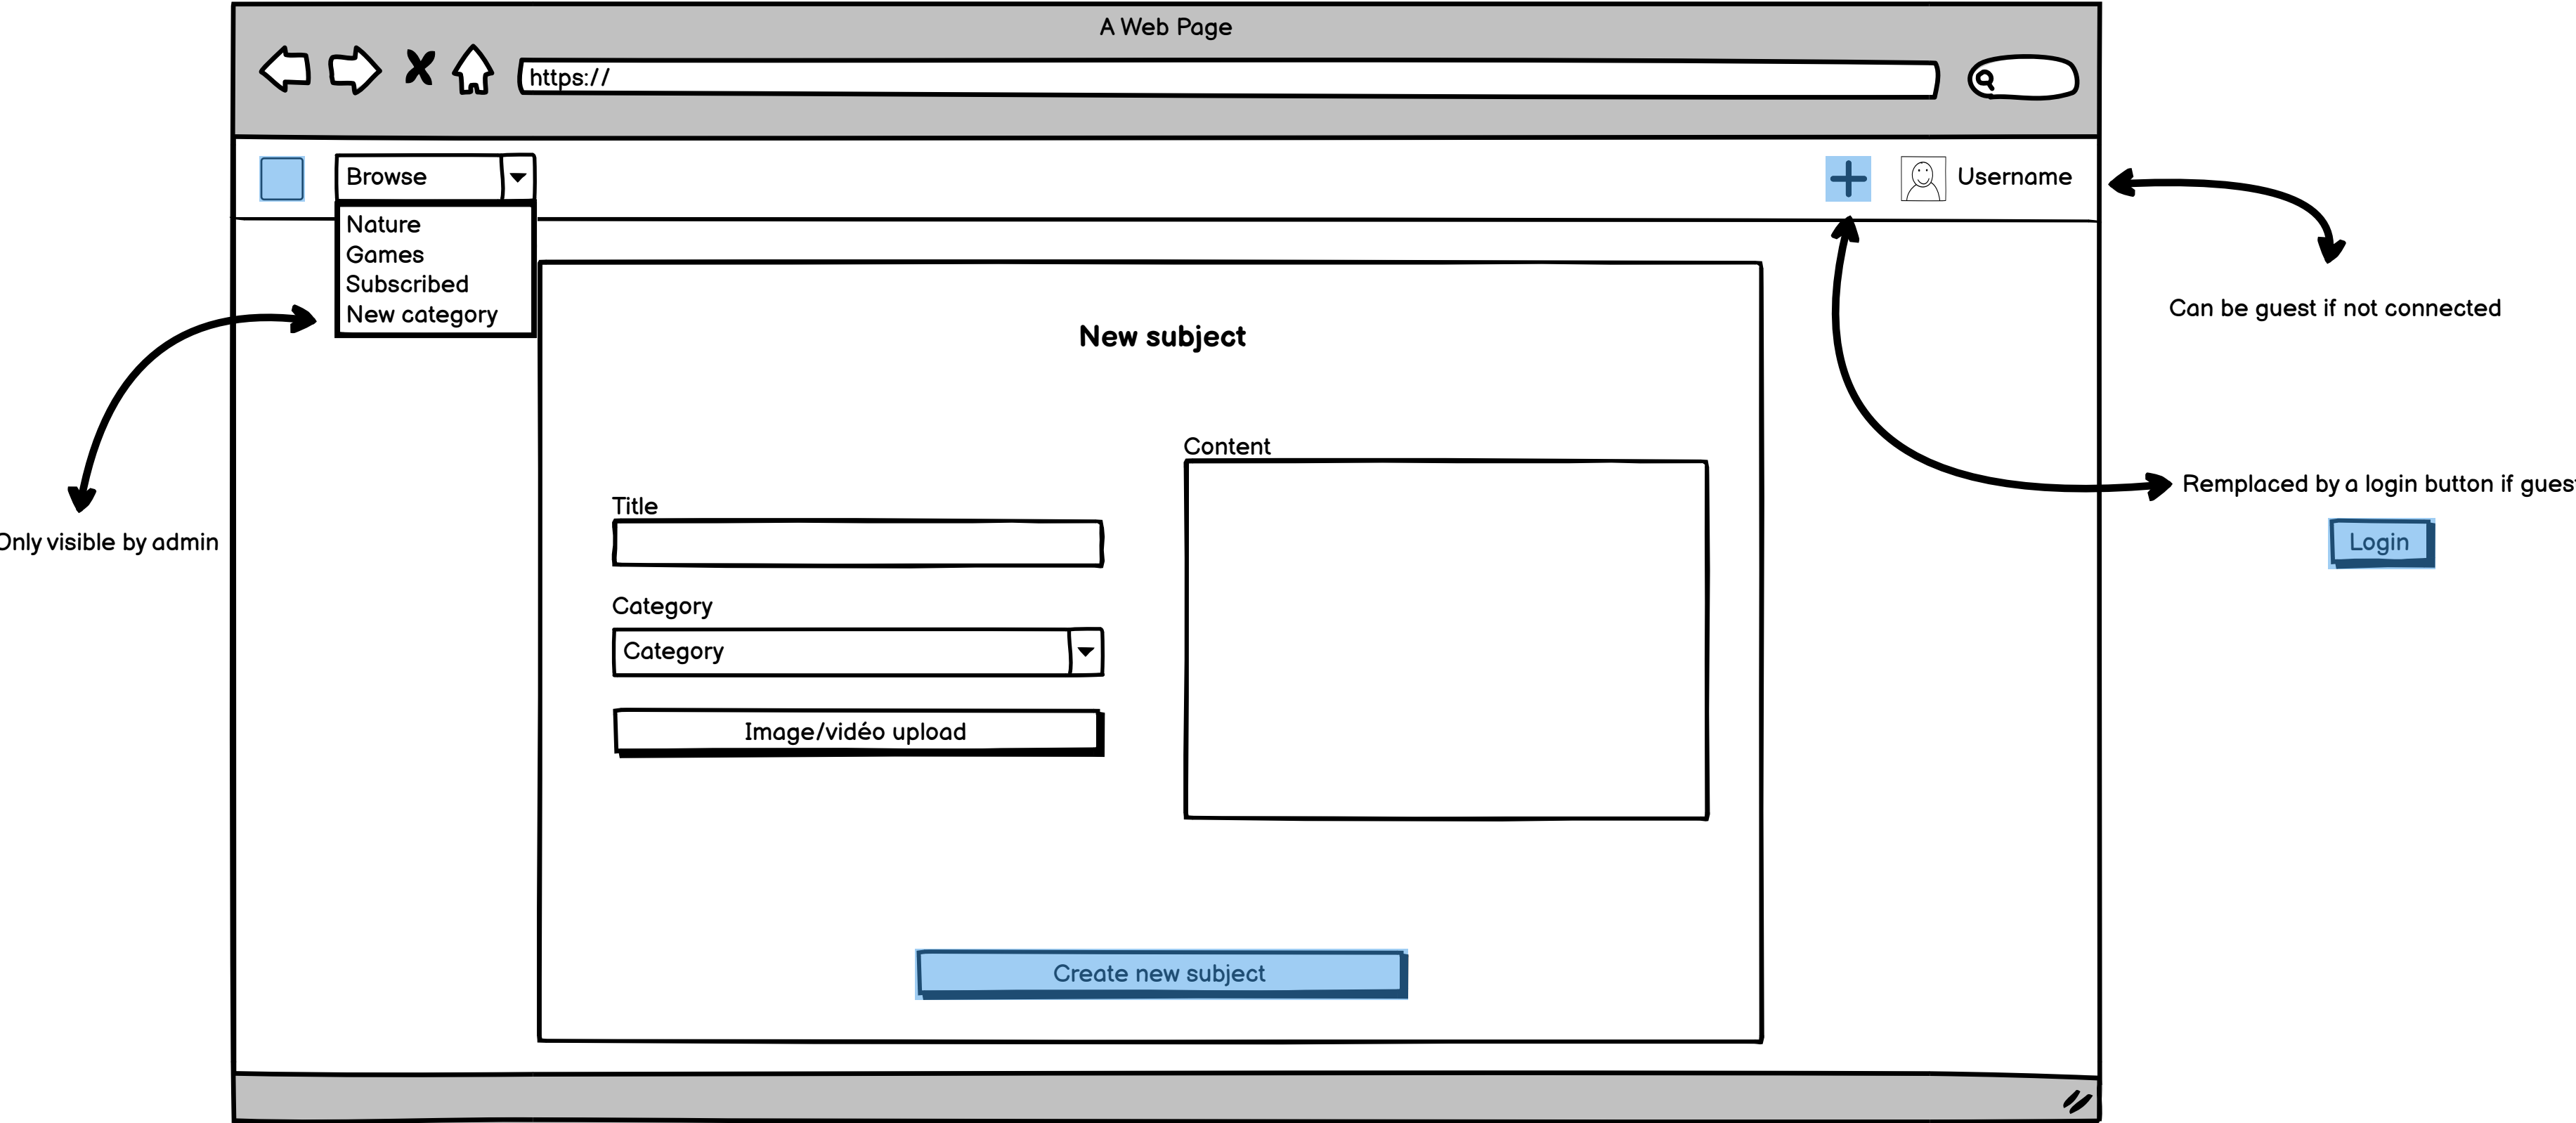 A Web Page
https://
Browse
Username
Nature
Games
Subscribed
New category
Can be guest if not connected
New subject
Content
Remplaced by a login button if guest
Title
Only visible by admin
Login
Category
Category
Image/vidéo upload
Create new subject